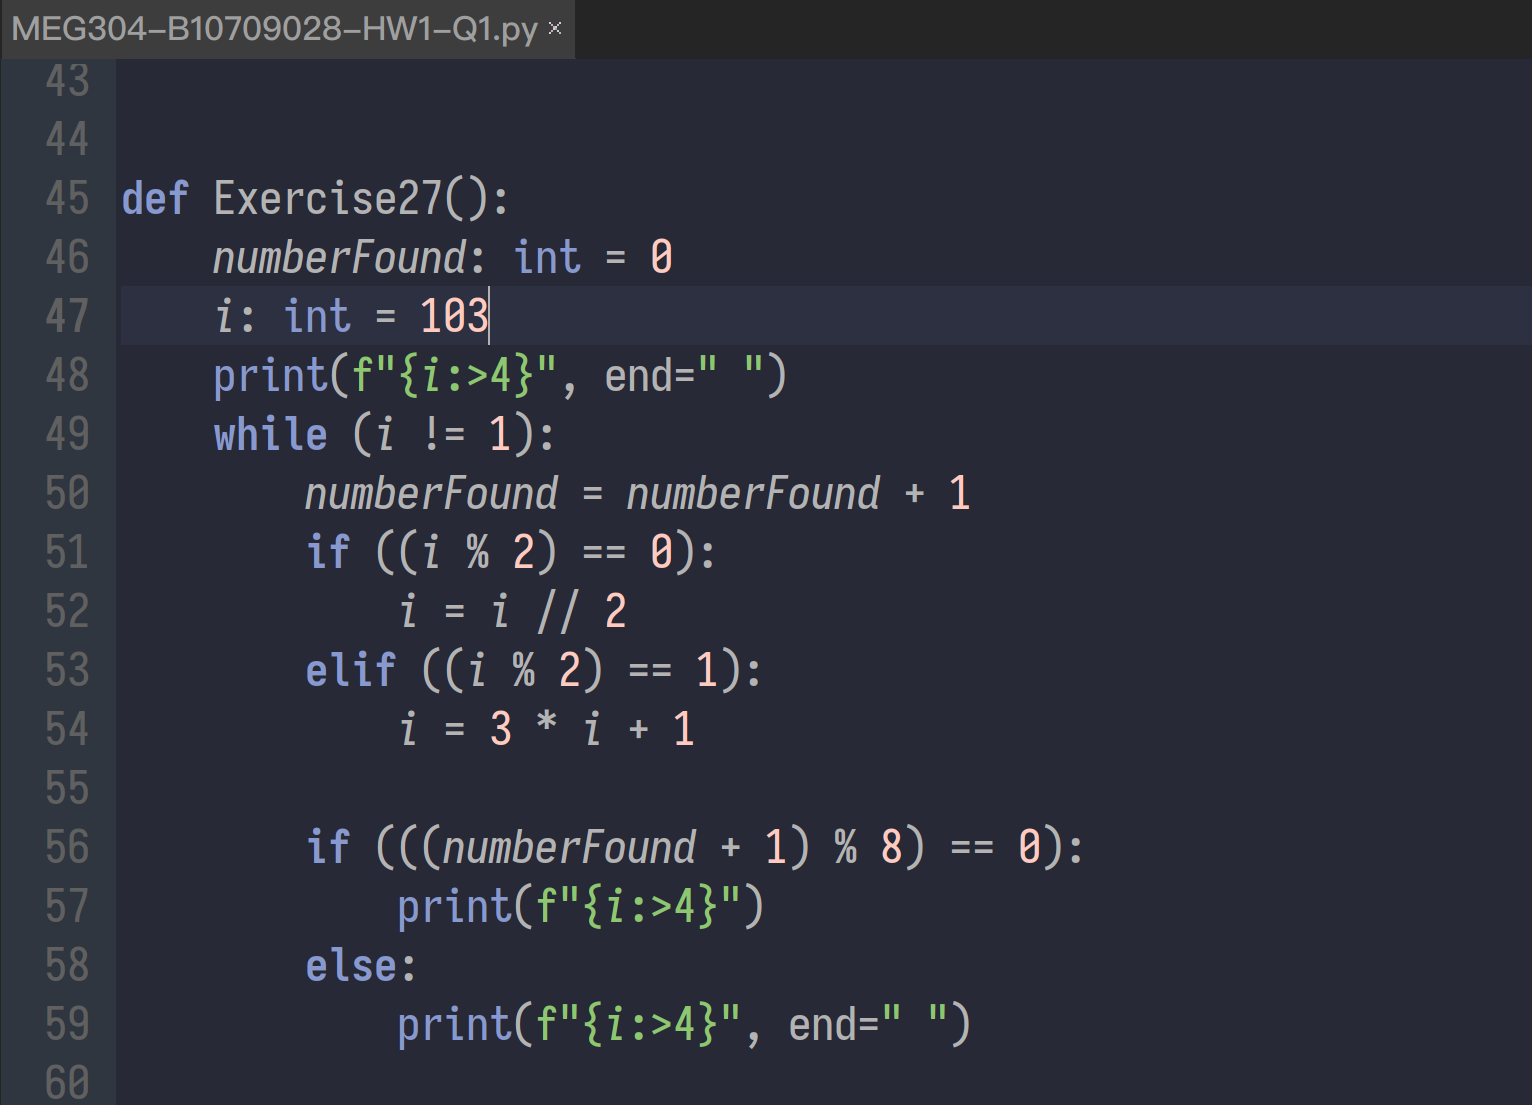 MEG304-B10709028-HW1-Q1.py ×
43
44
45 def Exercise27():
46     numberFound: int = 0
47     i: int = 103
48     print(f"{i:>4}", end=" ")
49     while (i != 1):
50         numberFound = numberFound + 1
51         if ((i % 2) == 0):
52             i = i // 2
53         elif ((i % 2) == 1):
54             i = 3 * i + 1
55
56         if (((numberFound + 1) % 8) == 0):
57             print(f"{i:>4}")
58         else:
59             print(f"{i:>4}", end=" ")
60